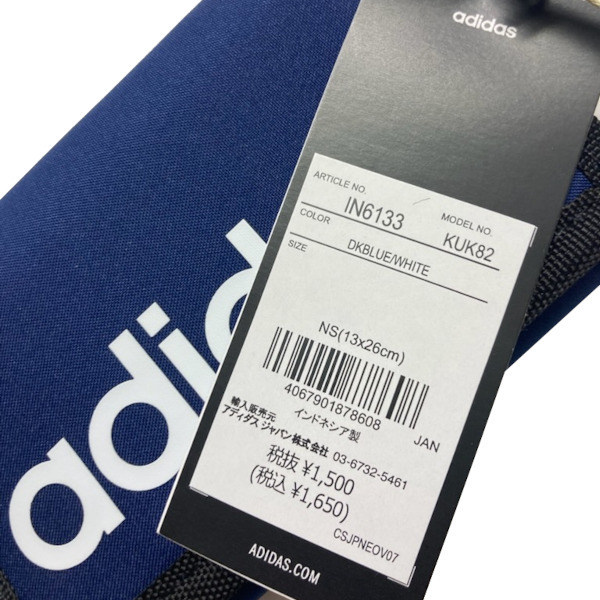 adidas
ARTICLE NO.
IN6133
MODEL NO.
KUK82
COLOR
DKBLUE/WHITE
SIZE
NS(13x26cm)
4067901878608
JAN
インドネシア製
輸入販売元
アディダス ジャパン株式会社 03-6732-5461
税抜 ¥1,500
(税込 ¥1,650)
CSJPNEOV07
ADIDAS.COM
adid